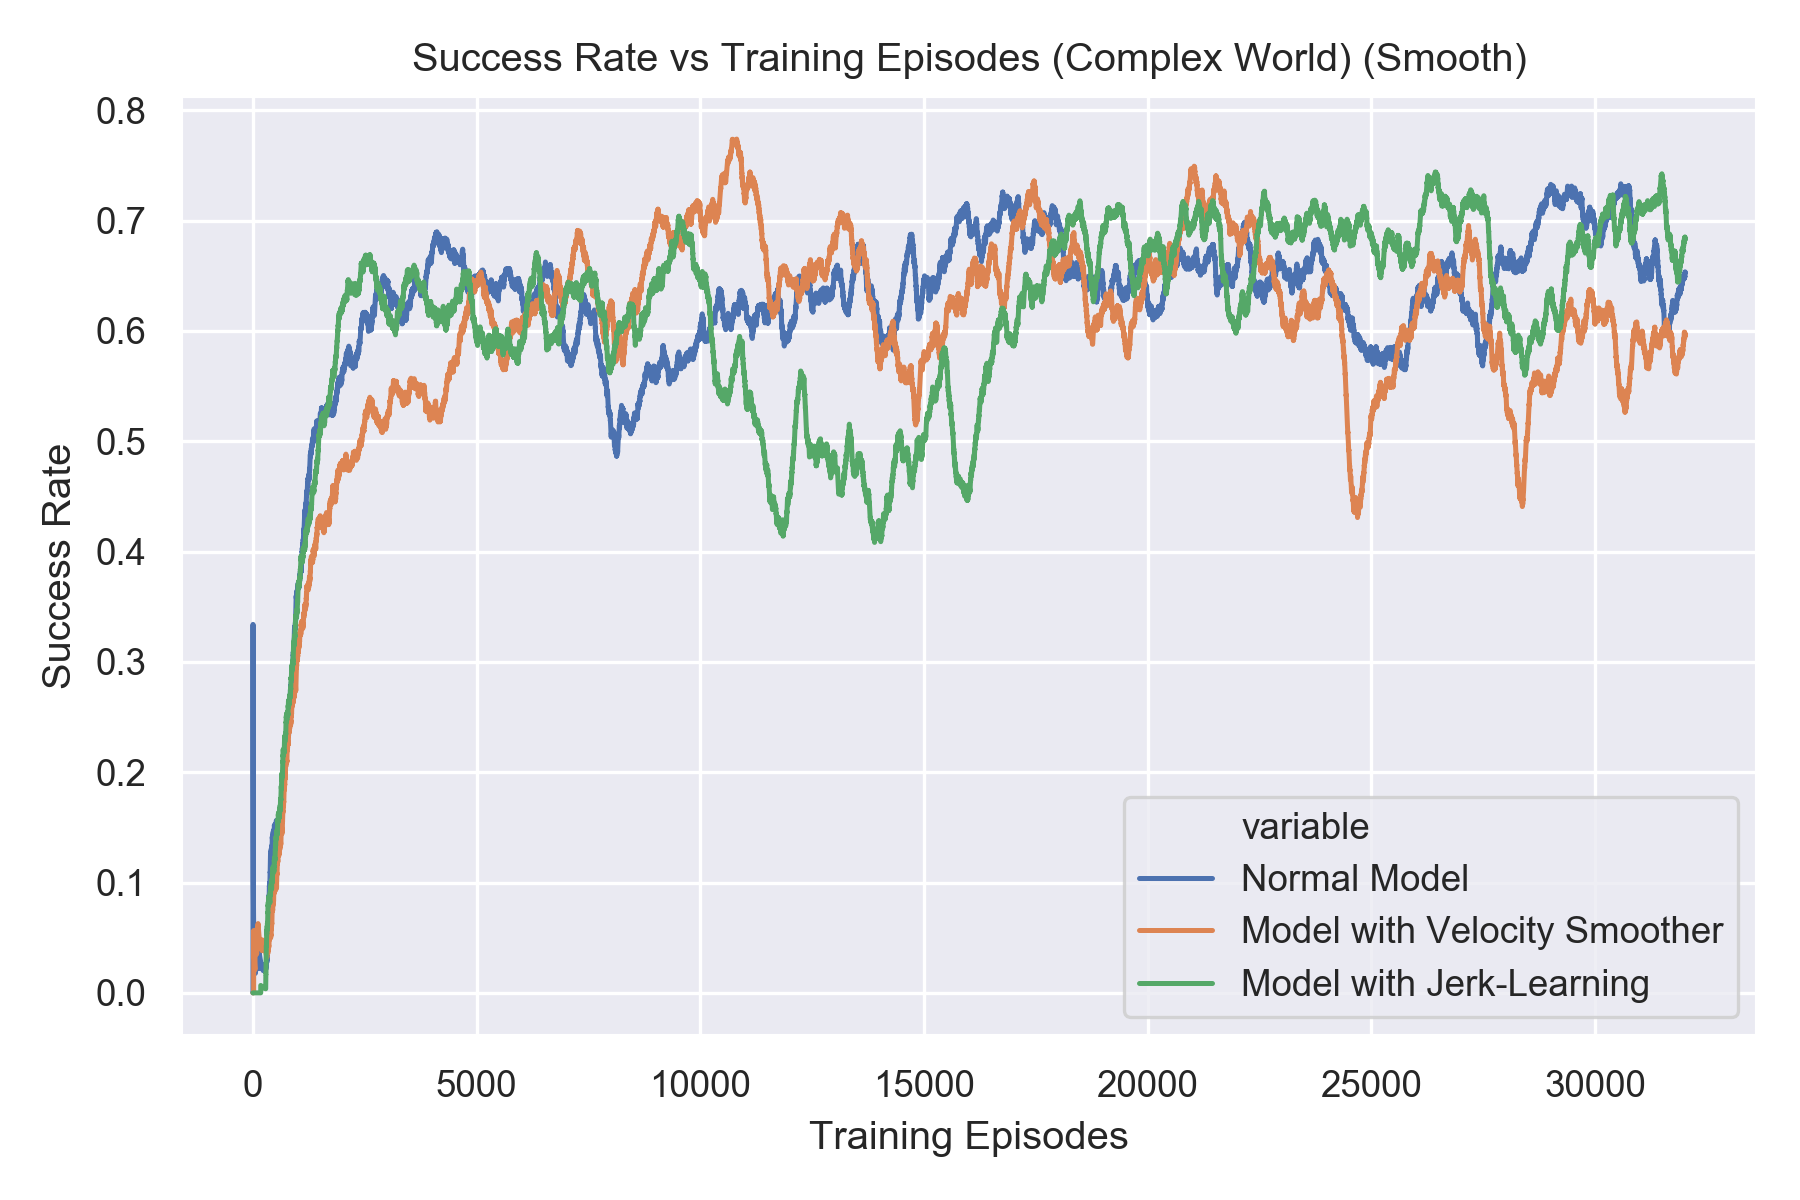 Success Rate vs Training Episodes (Complex World) (Smooth)
0.8
0.7
0.6
0.5
0.4
0.3
0.2
0.1
0.0
Success Rate
variable
Normal Model
Model with Velocity Smoother
Model with Jerk-Learning
0 5000 10000 15000 20000 25000 30000
Training Episodes